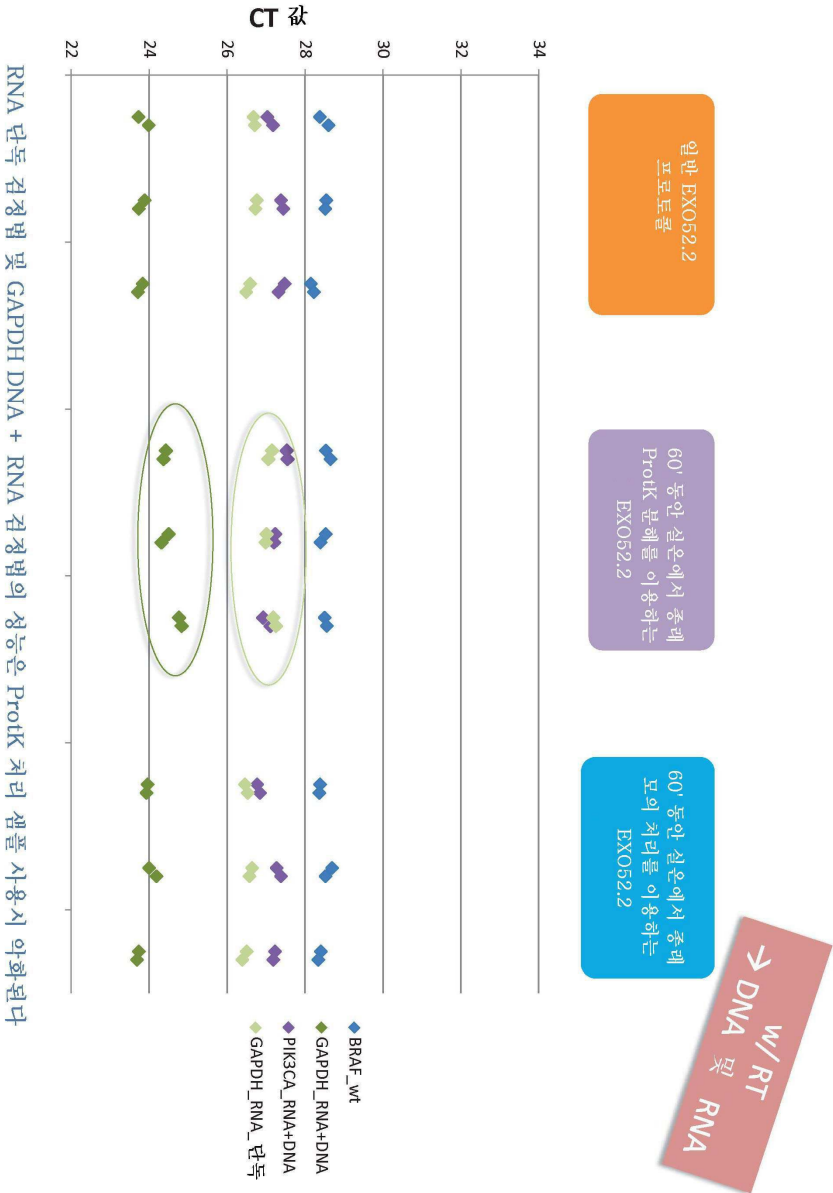 일반 EXO52.2
프로토콜
60' 동안 실온에서 종래
ProtK 분해를 이용하는
EXO52.2
60' 동안 실온에서 종래
모의 처리를 이용하는
EXO52.2
→ W/ RT
DNA 및 RNA
CT 값
34
32
30
28
26
24
22
BRAF_wt
GAPDH_RNA+DNA
PIK3CA_RNA+DNA
GAPDH_RNA_단독
RNA 단독 검정법 및 GAPDH DNA + RNA 검정법의 성능은 ProtK 처리 샘플 사용시 악화된다